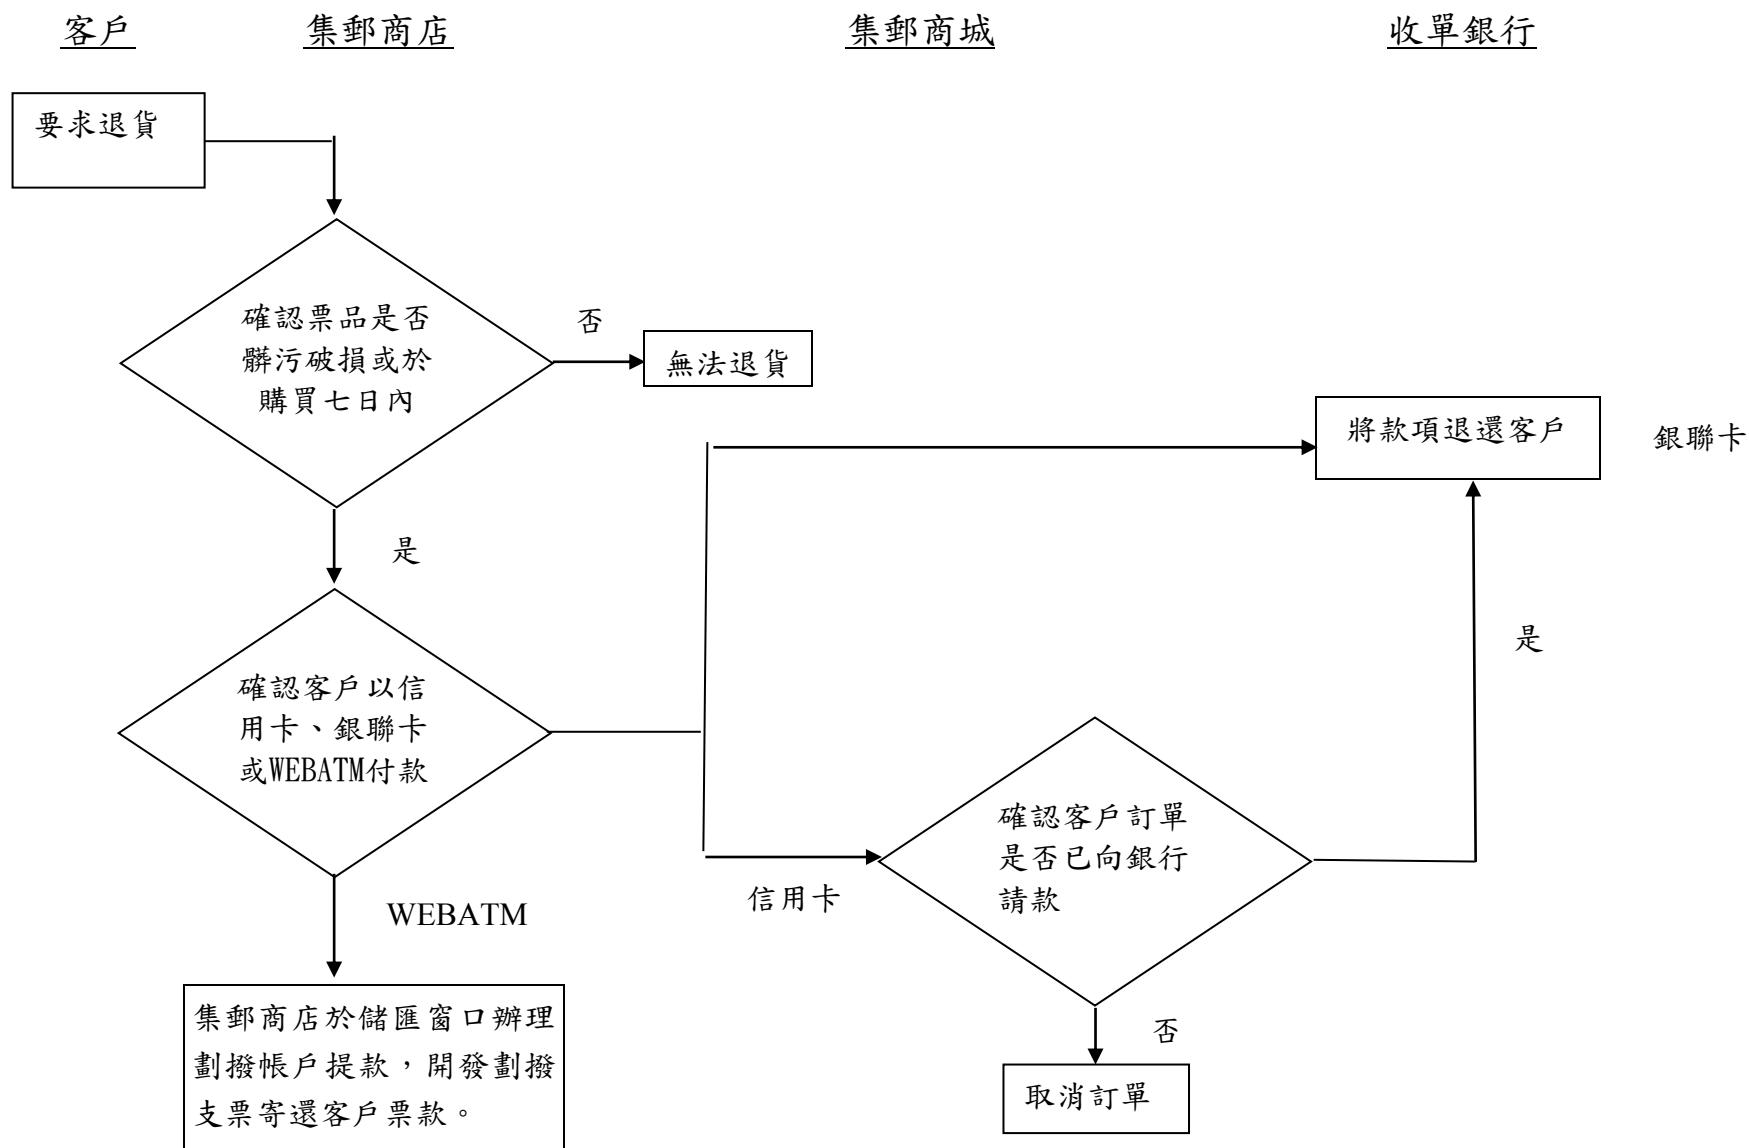 客戶 集郵商店 集郵商城 收單銀行
要求退貨
確認票品是否
髒污破損或於
購買七日內
否
無法退貨
將款項退還客戶
銀聯卡
是
確認客戶以信
用卡、銀聯卡
或WEBATM付款
是
確認客戶訂單
是否已向銀行
請款
信用卡
WEBATM
集郵商店於儲匯窗口辦理
劃撥帳戶提款，開發劃撥
支票寄還客戶票款。
否
取消訂單